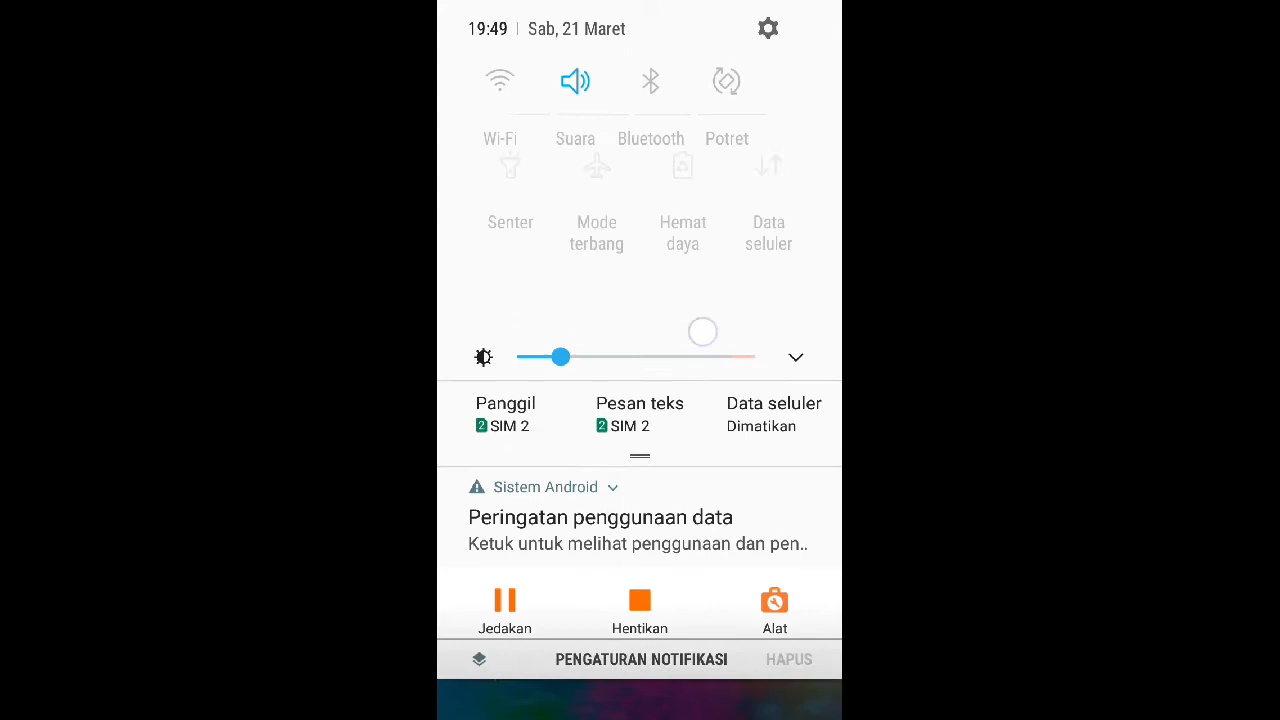 19:49 | Sab, 21 Maret
Wi-Fi Suara Bluetooth Potret
Senter Mode terbang Hemat daya Data seluler
Panggil Pesan teks Data seluler
2 SIM 2 2 SIM 2 Dimatikan
Sistem Android
Peringatan penggunaan data
Ketuk untuk melihat penggunaan dan pen..
Jedakan Hentikan Alat
PENGATURAN NOTIFIKASI HAPUS